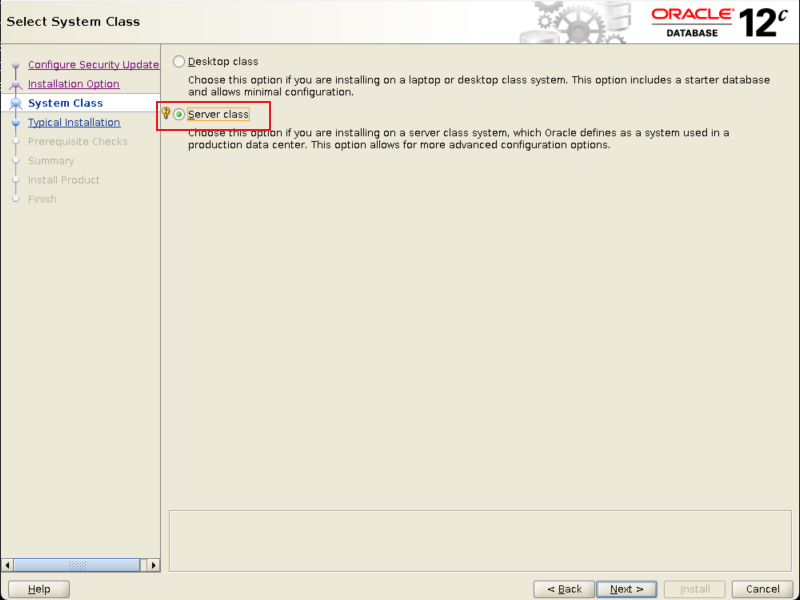 Select System Class
ORACLE®
DATABASE
12c
Configure Security Update
Installation Option
System Class
Typical Installation
Prerequisite Checks
Summary
Install Product
Finish
Desktop class
Choose this option if you are installing on a laptop or desktop class system. This option includes a starter database
and allows minimal configuration.
Server class
Choose this option if you are installing on a server class system, which Oracle defines as a system used in a
production data center. This option allows for more advanced configuration options.
Help
< Back
Next >
Install
Cancel